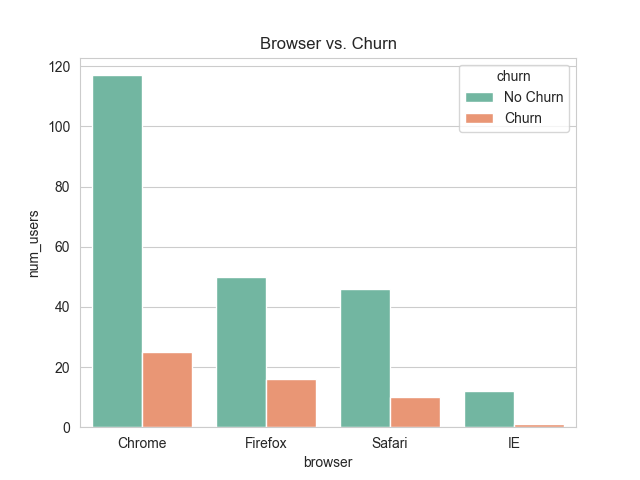 Browser vs. Churn
churn
No Churn
Churn
120
100
80
60
40
20
0
num_users
Chrome
Firefox
Safari
IE
browser